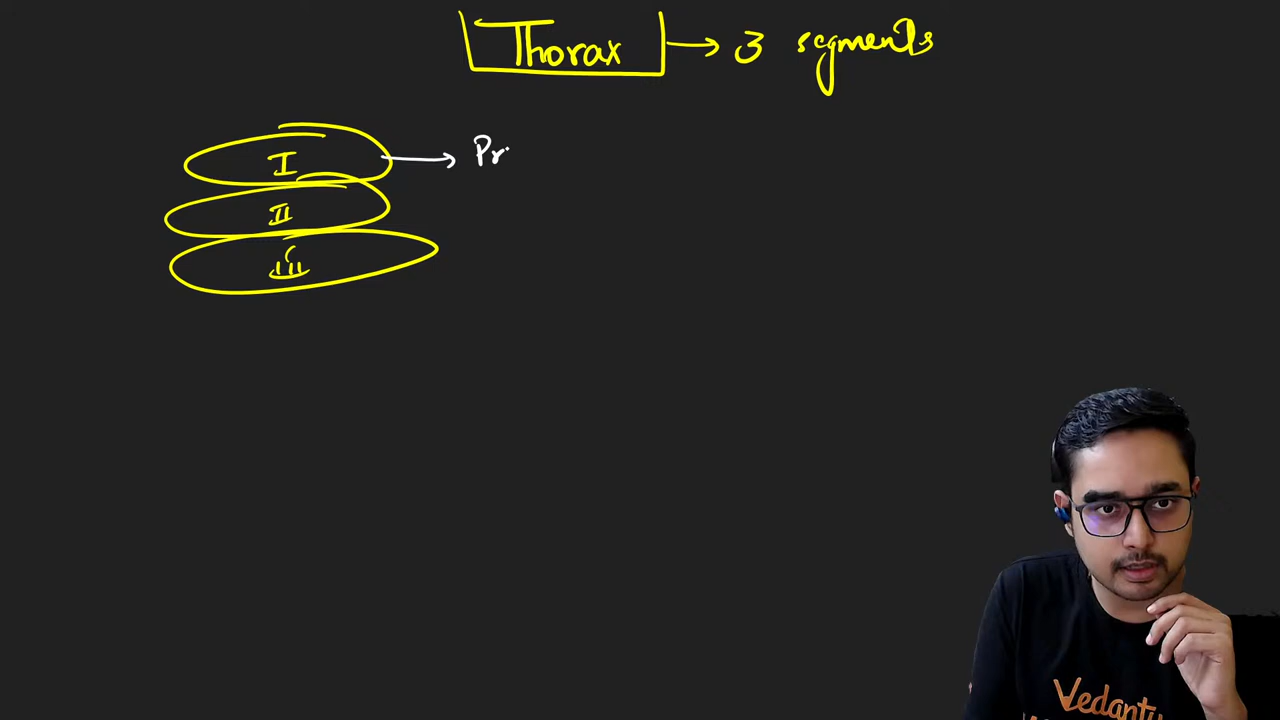 Thorax → 3 segments
I → Pr
II
III
Vedantu